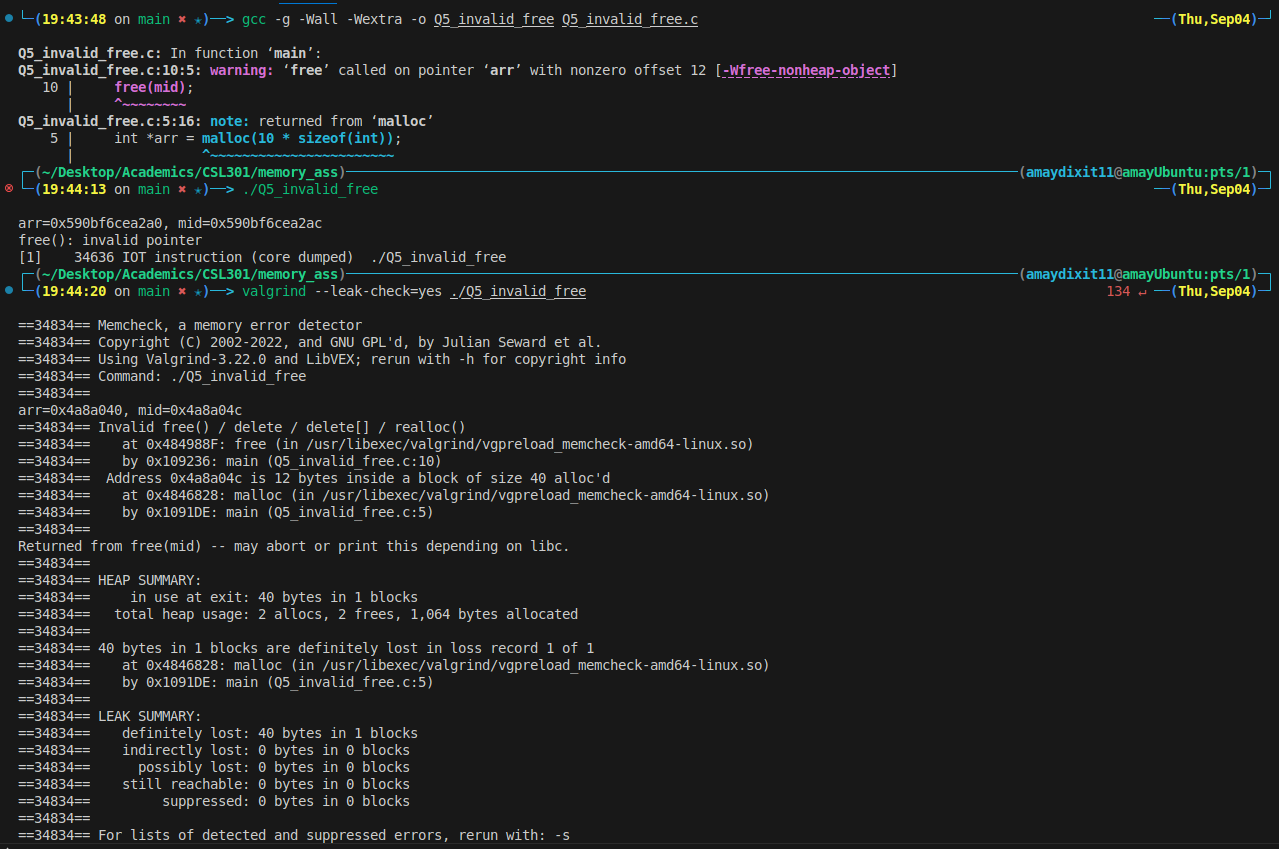 (19:43:48 on main ✖ ★)──> gcc -g -Wall -Wextra -o Q5_invalid_free Q5_invalid_free.c ──(Thu,Sep04)─┘
Q5_invalid_free.c: In function ‘main’:
Q5_invalid_free.c:10:5: warning: ‘free’ called on pointer ‘arr’ with nonzero offset 12 [-Wfree-nonheap-object]
   10 |     free(mid);
      |     ^~~~~~~~~
Q5_invalid_free.c:5:16: note: returned from ‘malloc’
    5 |     int *arr = malloc(10 * sizeof(int));
      |                ^~~~~~~~~~~~~~~~~~~~~~~~
┌─(~/Desktop/Academics/CSL301/memory_ass)──(amaydixit11@amayUbuntu:pts/1)─┐
└─(19:44:13 on main ✖ ★)──> ./Q5_invalid_free ──(Thu,Sep04)─┘
arr=0x590bf6cea2a0, mid=0x590bf6cea2ac
free(): invalid pointer
[1]    34636 IOT instruction (core dumped)  ./Q5_invalid_free
┌─(~/Desktop/Academics/CSL301/memory_ass)──(amaydixit11@amayUbuntu:pts/1)─┐
└─(19:44:20 on main ✖ ★)──> valgrind --leak-check=yes ./Q5_invalid_free 134 ↵ ──(Thu,Sep04)─┘
==34834== Memcheck, a memory error detector
==34834== Copyright (C) 2002-2022, and GNU GPL'd, by Julian Seward et al.
==34834== Using Valgrind-3.22.0 and LibVEX; rerun with -h for copyright info
==34834== Command: ./Q5_invalid_free
==34834==
arr=0x4a8a040, mid=0x4a8a04c
==34834== Invalid free() / delete / delete[] / realloc()
==34834==    at 0x484988F: free (in /usr/libexec/valgrind/vgpreload_memcheck-amd64-linux.so)
==34834==    by 0x109236: main (Q5_invalid_free.c:10)
==34834==  Address 0x4a8a04c is 12 bytes inside a block of size 40 alloc'd
==34834==    at 0x4846828: malloc (in /usr/libexec/valgrind/vgpreload_memcheck-amd64-linux.so)
==34834==    by 0x1091DE: main (Q5_invalid_free.c:5)
==34834==
Returned from free(mid) -- may abort or print this depending on libc.
==34834==
==34834== HEAP SUMMARY:
==34834==     in use at exit: 40 bytes in 1 blocks
==34834==   total heap usage: 2 allocs, 2 frees, 1,064 bytes allocated
==34834==
==34834== 40 bytes in 1 blocks are definitely lost in loss record 1 of 1
==34834==    at 0x4846828: malloc (in /usr/libexec/valgrind/vgpreload_memcheck-amd64-linux.so)
==34834==    by 0x1091DE: main (Q5_invalid_free.c:5)
==34834==
==34834== LEAK SUMMARY:
==34834==    definitely lost: 40 bytes in 1 blocks
==34834==    indirectly lost: 0 bytes in 0 blocks
==34834==      possibly lost: 0 bytes in 0 blocks
==34834==    still reachable: 0 bytes in 0 blocks
==34834==         suppressed: 0 bytes in 0 blocks
==34834==
==34834== For lists of detected and suppressed errors, rerun with: -s